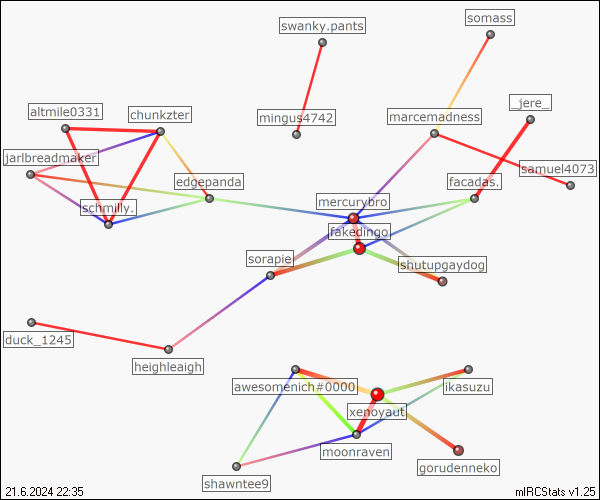 somass
swanky.pants
_jere_
altmile0331
chunkzter
mingus4742
marcemadness
jarlbreadmaker
samuel4073
edgepanda
facadas.
schmilly.
mercurybro
fakedingo
sorapie
shutupgaydog
duck_1245
heighleaigh
awesomenich#0000
ikasuzu
xenoyaut
moonraven
gorudenneko
shawntee9
21.6.2024 22:35
mIRCStats v1.25